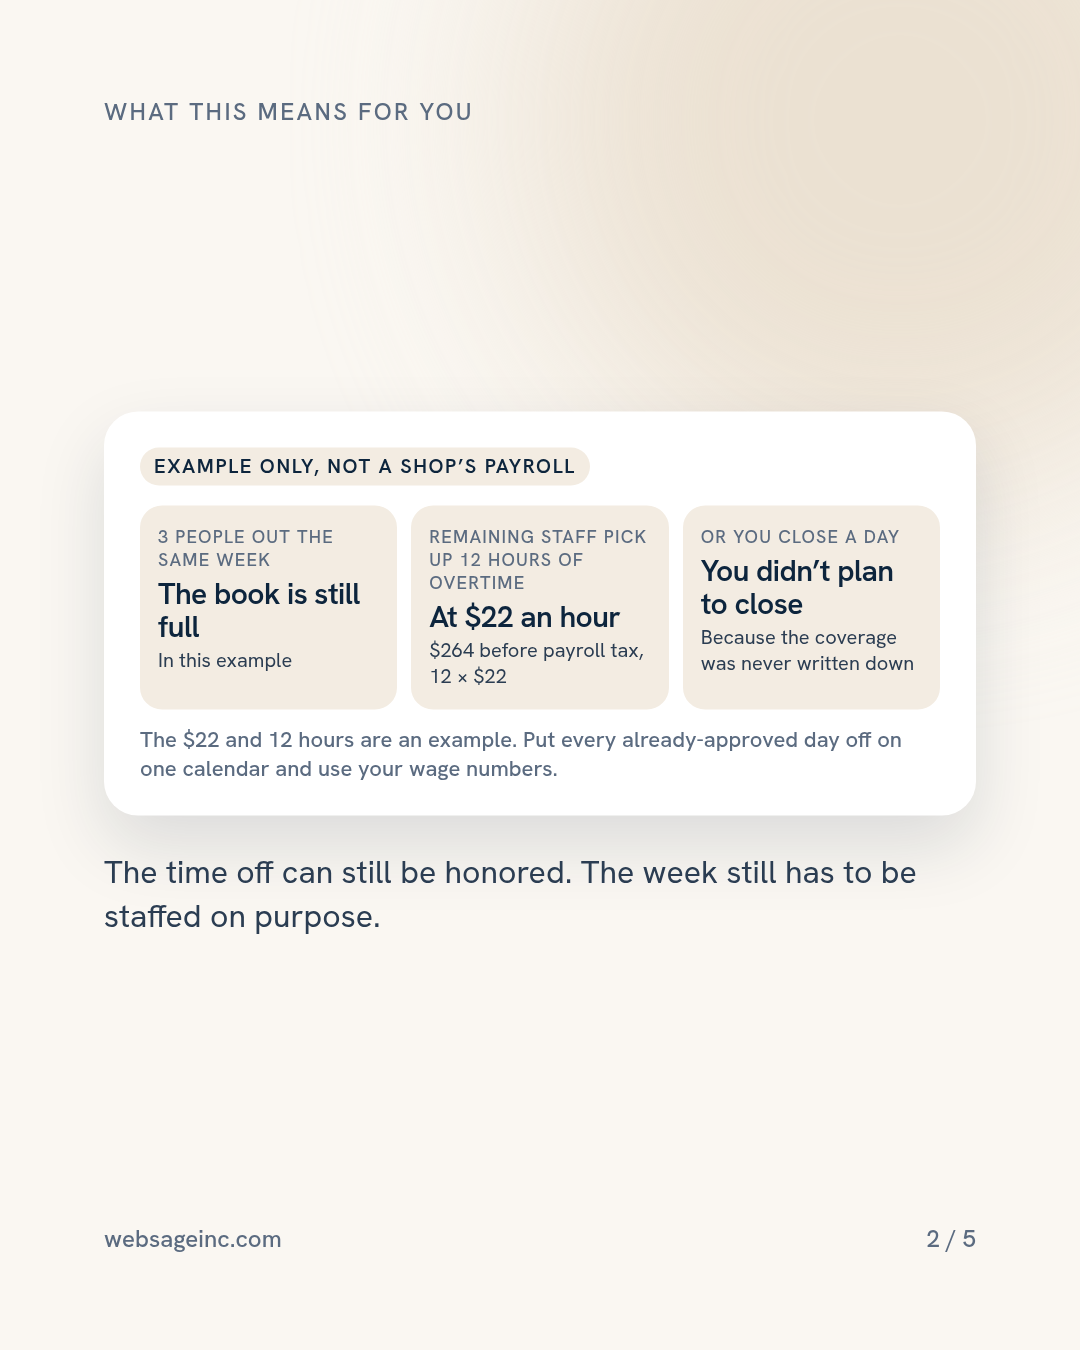 WHAT THIS MEANS FOR YOU
EXAMPLE ONLY, NOT A SHOP’S PAYROLL
3 PEOPLE OUT THE
SAME WEEK
The book is still
full
In this example
REMAINING STAFF PICK
UP 12 HOURS OF
OVERTIME
At $22 an hour
$264 before payroll tax,
12 × $22
OR YOU CLOSE A DAY
You didn’t plan
to close
Because the coverage
was never written down
The $22 and 12 hours are an example. Put every already-approved day off on
one calendar and use your wage numbers.
The time off can still be honored. The week still has to be
staffed on purpose.
websageinc.com
2 / 5